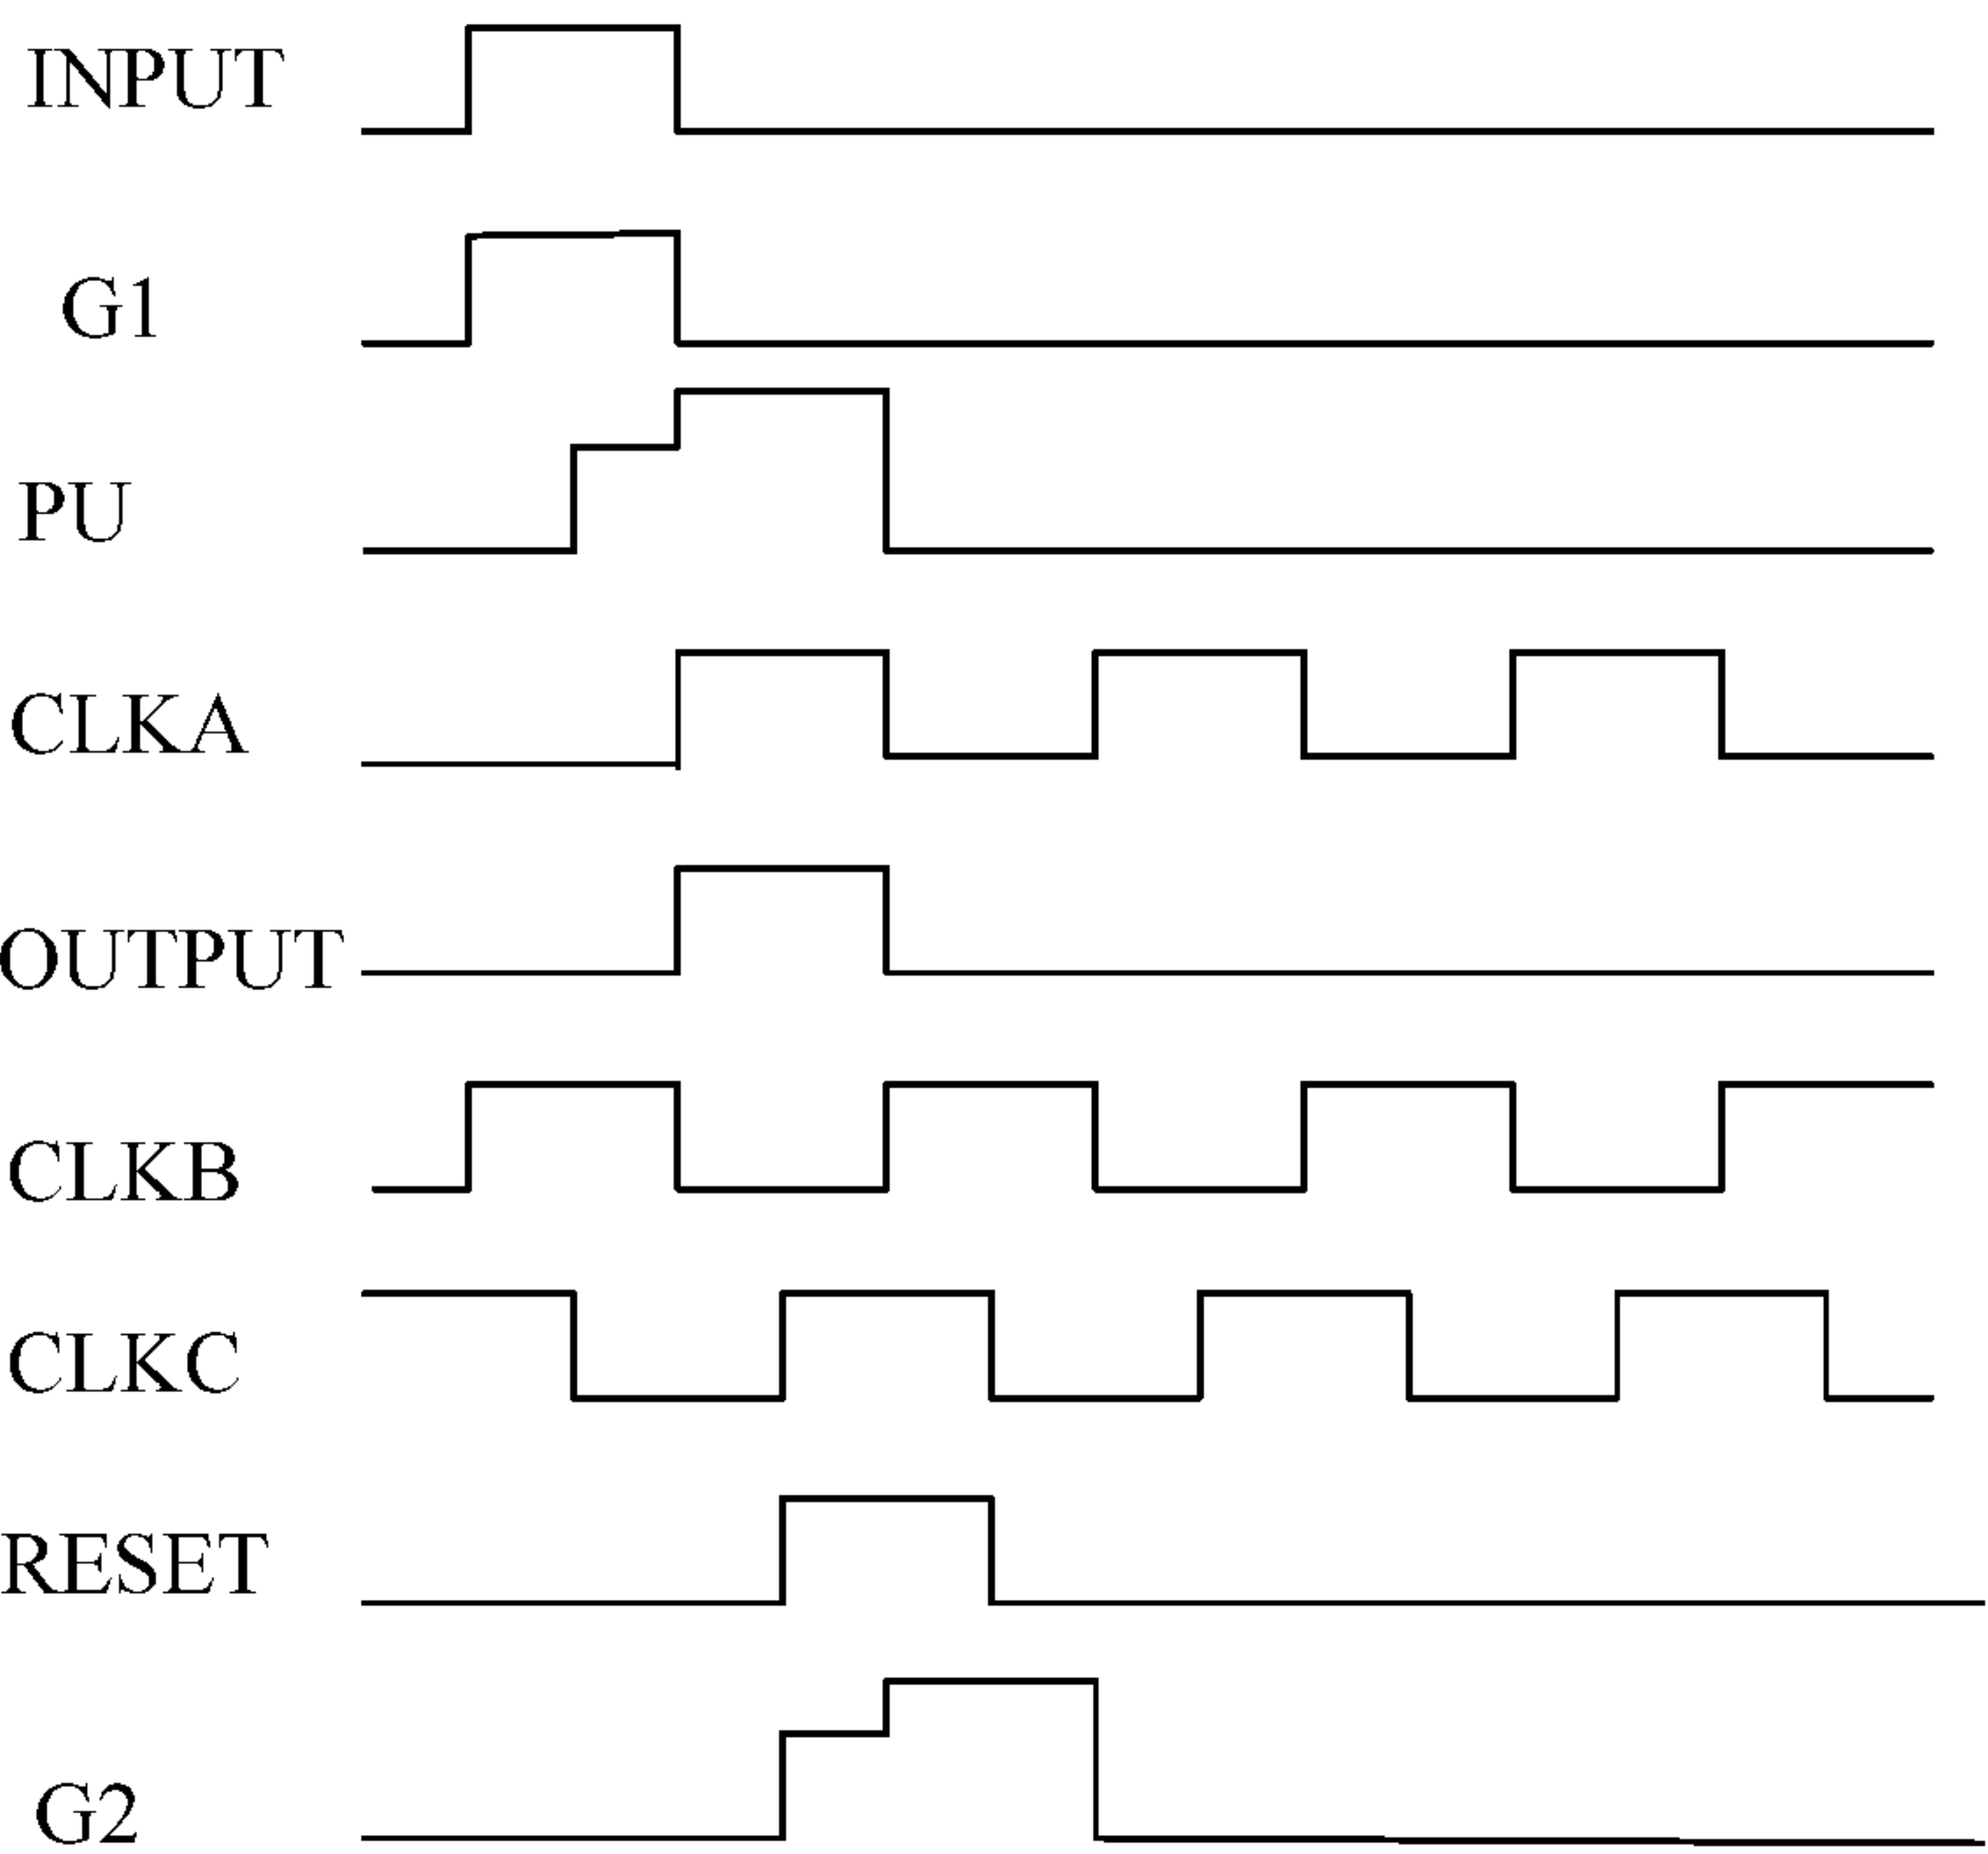 INPUT
G1
PU
CLKA
OUTPUT
CLKB
CLKC
RESET
G2